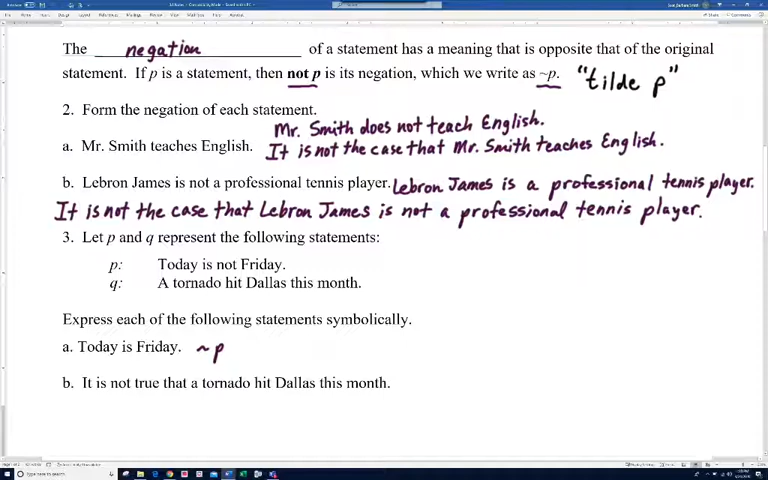 The negation of a statement has a meaning that is opposite that of the original
statement. If p is a statement, then not p is its negation, which we write as ~p. "tilde p"
2. Form the negation of each statement.
Mr. Smith does not teach English.
a. Mr. Smith teaches English. It is not the case that Mr. Smith teaches English.
b. Lebron James is not a professional tennis player. Lebron James is a professional tennis player.
It is not the case that Lebron James is not a professional tennis player.
3. Let p and q represent the following statements:
p: Today is not Friday.
q: A tornado hit Dallas this month.
Express each of the following statements symbolically.
a. Today is Friday. ~p
b. It is not true that a tornado hit Dallas this month.